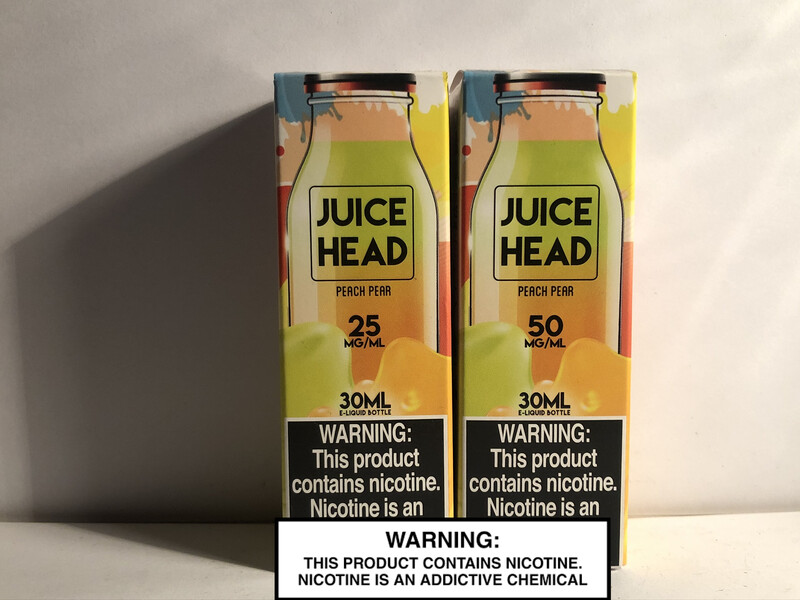 JUICE
HEAD
PEACH PEAR
25
MG/ML
30ML
E-LIQUID BOTTLE
WARNING:
This product
contains nicotine.
Nicotine is an
JUICE
HEAD
PEACH PEAR
50
MG/ML
30ML
E-LIQUID BOTTLE
WARNING:
This product
contains nicotine.
Nicotine is an
WARNING:
THIS PRODUCT CONTAINS NICOTINE.
NICOTINE IS AN ADDICTIVE CHEMICAL